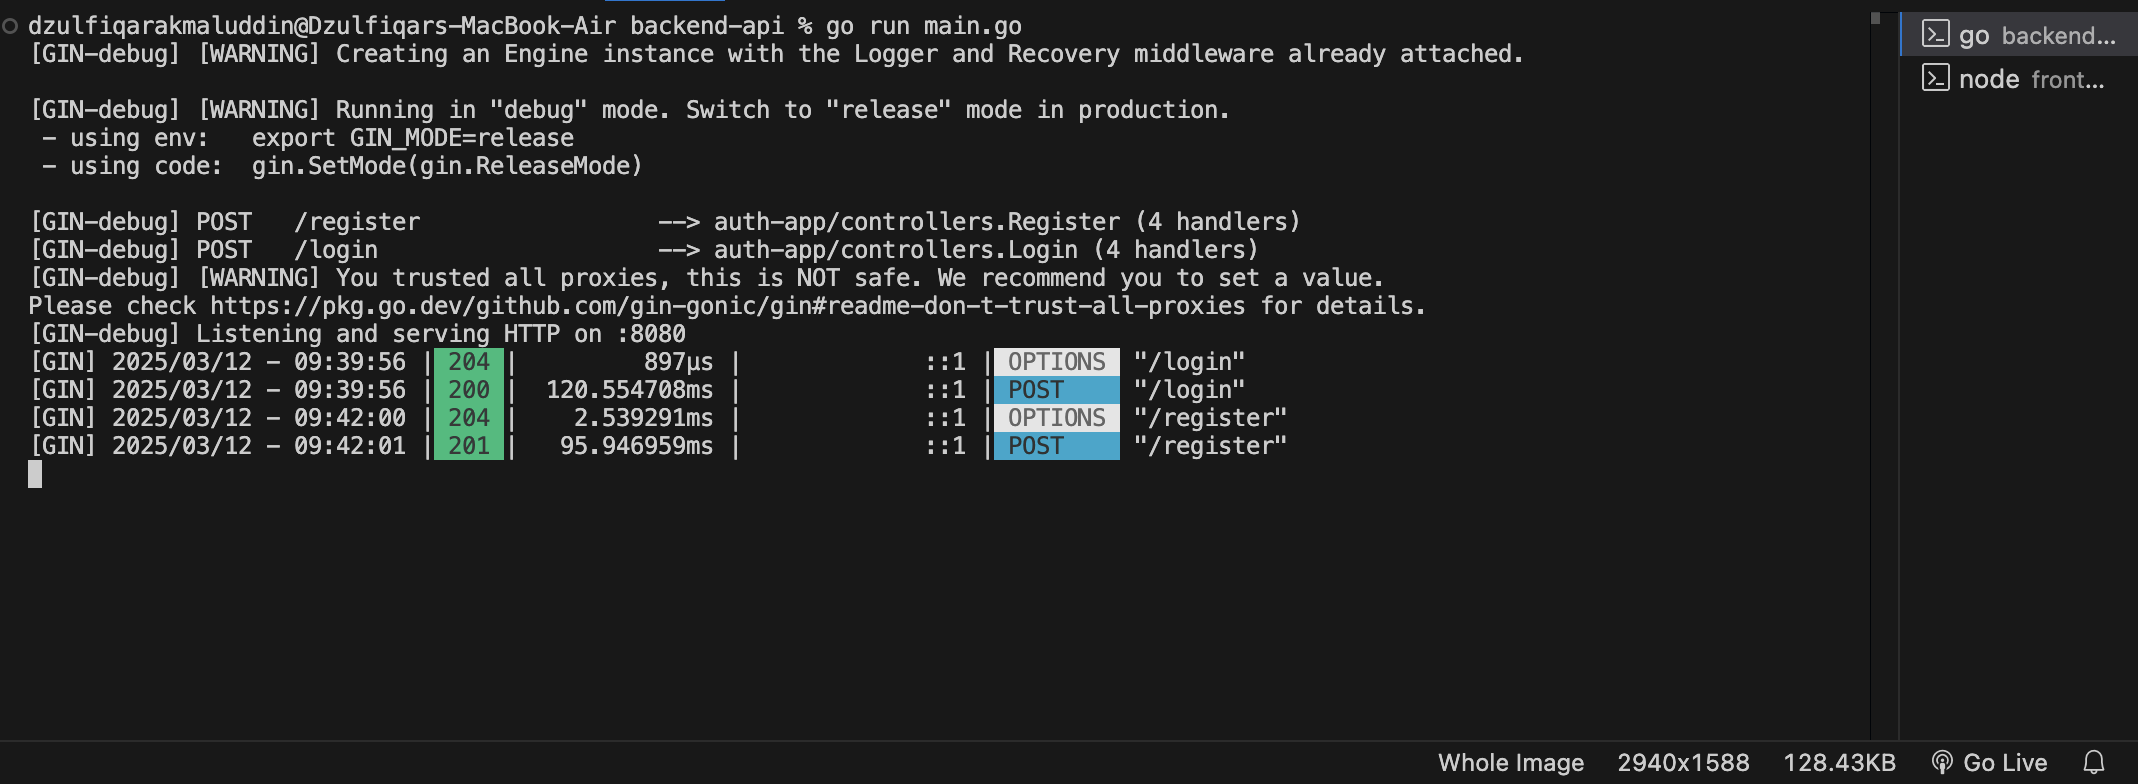 dzulfiqarakmaluddin@Dzulfiqars-MacBook-Air backend-api % go run main.go
[GIN-debug] [WARNING] Creating an Engine instance with the Logger and Recovery middleware already attached.
[GIN-debug] [WARNING] Running in "debug" mode. Switch to "release" mode in production.
 - using env:   export GIN_MODE=release
 - using code:  gin.SetMode(gin.ReleaseMode)
[GIN-debug] POST   /register                 --> auth-app/controllers.Register (4 handlers)
[GIN-debug] POST   /login                    --> auth-app/controllers.Login (4 handlers)
[GIN-debug] [WARNING] You trusted all proxies, this is NOT safe. We recommend you to set a value.
Please check https://pkg.go.dev/github.com/gin-gonic/gin#readme-don-t-trust-all-proxies for details.
[GIN-debug] Listening and serving HTTP on :8080
[GIN] 2025/03/12 - 09:39:56 | 204 |         897µs |             ::1 | OPTIONS  "/login"
[GIN] 2025/03/12 - 09:39:56 | 200 |  120.554708ms |             ::1 | POST     "/login"
[GIN] 2025/03/12 - 09:42:00 | 204 |    2.539291ms |             ::1 | OPTIONS  "/register"
[GIN] 2025/03/12 - 09:42:01 | 201 |   95.946959ms |             ::1 | POST     "/register"
go backend...
node front...
Whole Image 2940x1588 128.43KB Go Live